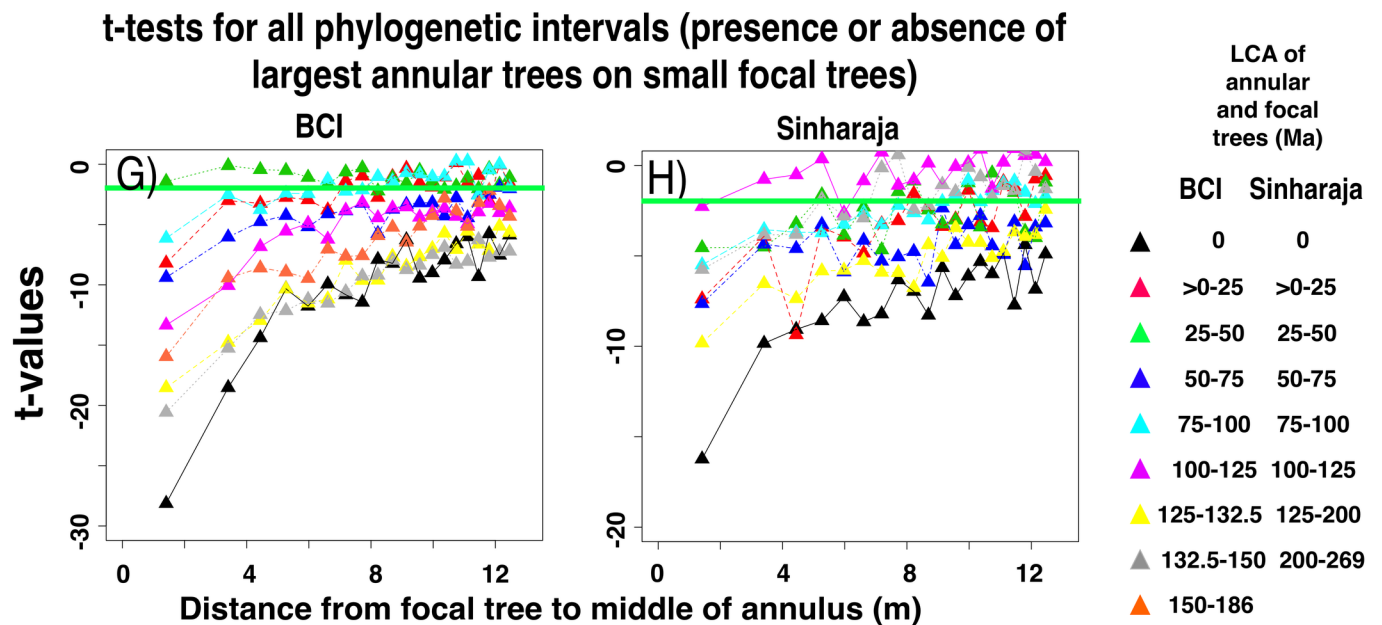 t-tests for all phylogenetic intervals (presence or absence of
largest annular trees on small focal trees)
BCI
Sinharaja
G)
H)
t-values
0
-10
-20
-30
0
-10
-20
0 4 8 12
0 4 8 12
Distance from focal tree to middle of annulus (m)
LCA of
annular
and focal
trees (Ma)
BCI Sinharaja
0 0
>0-25 >0-25
25-50 25-50
50-75 50-75
75-100 75-100
100-125 100-125
125-132.5 125-200
132.5-150 200-269
150-186